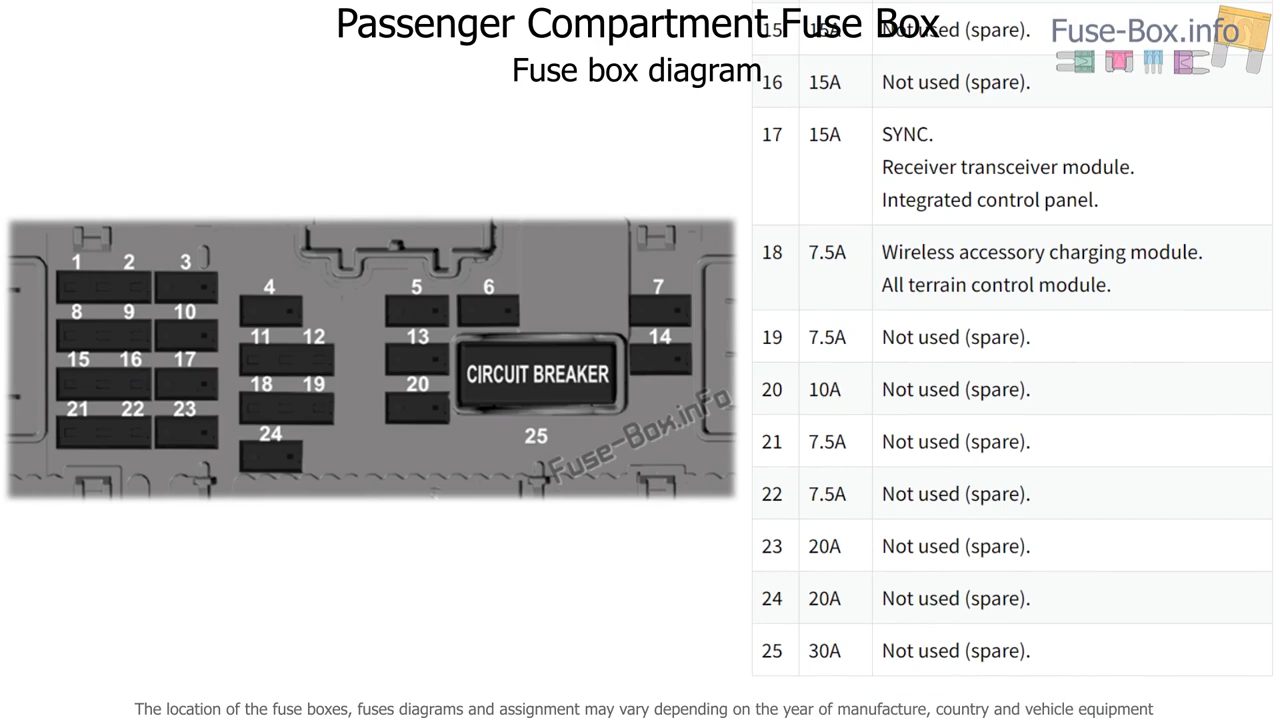 Passenger Compartment Fuse Box
Fuse box diagram
Fuse-Box.info
15 15A Not used (spare).
16 15A Not used (spare).
17 15A SYNC.
Receiver transceiver module.
Integrated control panel.
18 7.5A Wireless accessory charging module.
All terrain control module.
19 7.5A Not used (spare).
20 10A Not used (spare).
21 7.5A Not used (spare).
22 7.5A Not used (spare).
23 20A Not used (spare).
24 20A Not used (spare).
25 30A Not used (spare).
1 2 3
4 5 6 7
8 9 10
11 12 13 14
15 16 17
18 19 20
21 22 23
24 25
CIRCUIT BREAKER
Fuse-Box.inFo
The location of the fuse boxes, fuses diagrams and assignment may vary depending on the year of manufacture, country and vehicle equipment